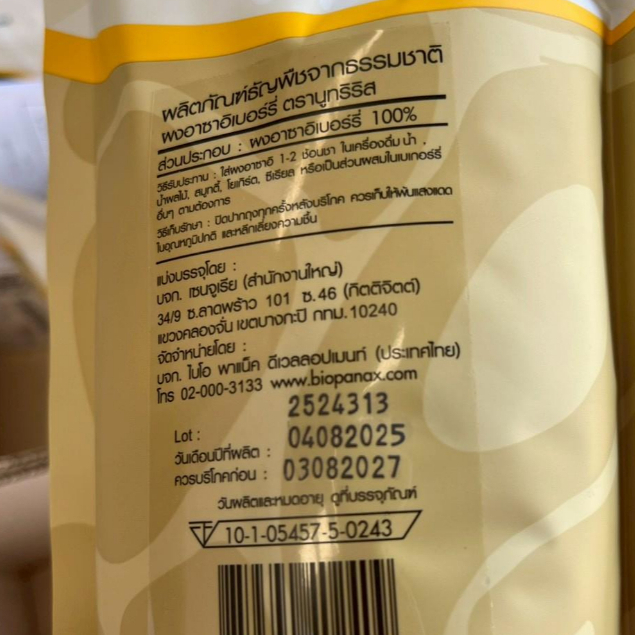 ผลิตภัณฑ์ธัญพืชจากธรรมชาติ
ผงอาซาอิเบอร์รี่ ตรานูทริริส
ส่วนประกอบ : ผงอาซาอิเบอร์รี่ 100%
วิธีรับประทาน : ใส่ผงอาซาอิ 1-2 ช้อนชา ในเครื่องดื่ม น้ำ ,
น้ำผลไม้, สมูทตี้, โยเกิร์ต, ซีเรียล หรือเป็นส่วนผสมในเบเกอร์รี่
อื่นๆ ตามต้องการ
วิธีเก็บรักษา : ปิดปากถุงทุกครั้งหลังบริโภค ควรเก็บให้พ้นแสงแดด
ในอุณหภูมิปกติ และหลีกเลี่ยงความชื้น
แบ่งบรรจุโดย :
บจก. เซนจูเรีย (สำนักงานใหญ่)
34/9 ซ.ลาดพร้าว 101 ซ.46 (กิตติจิตต์)
แขวงคลองจั่น เขตบางกะปิ กทม.10240
จัดจำหน่ายโดย :
บจก. ไบโอ พาแน็ค ดีเวลลอปเมนท์ (ประเทศไทย)
โทร 02-000-3133 www.biopanax.com
Lot : 2524313
วันเดือนปีที่ผลิต : 04082025
ควรบริโภคก่อน : 03082027
วันผลิตและหมดอายุ ดูที่บรรจุภัณฑ์
10-1-05457-5-0243